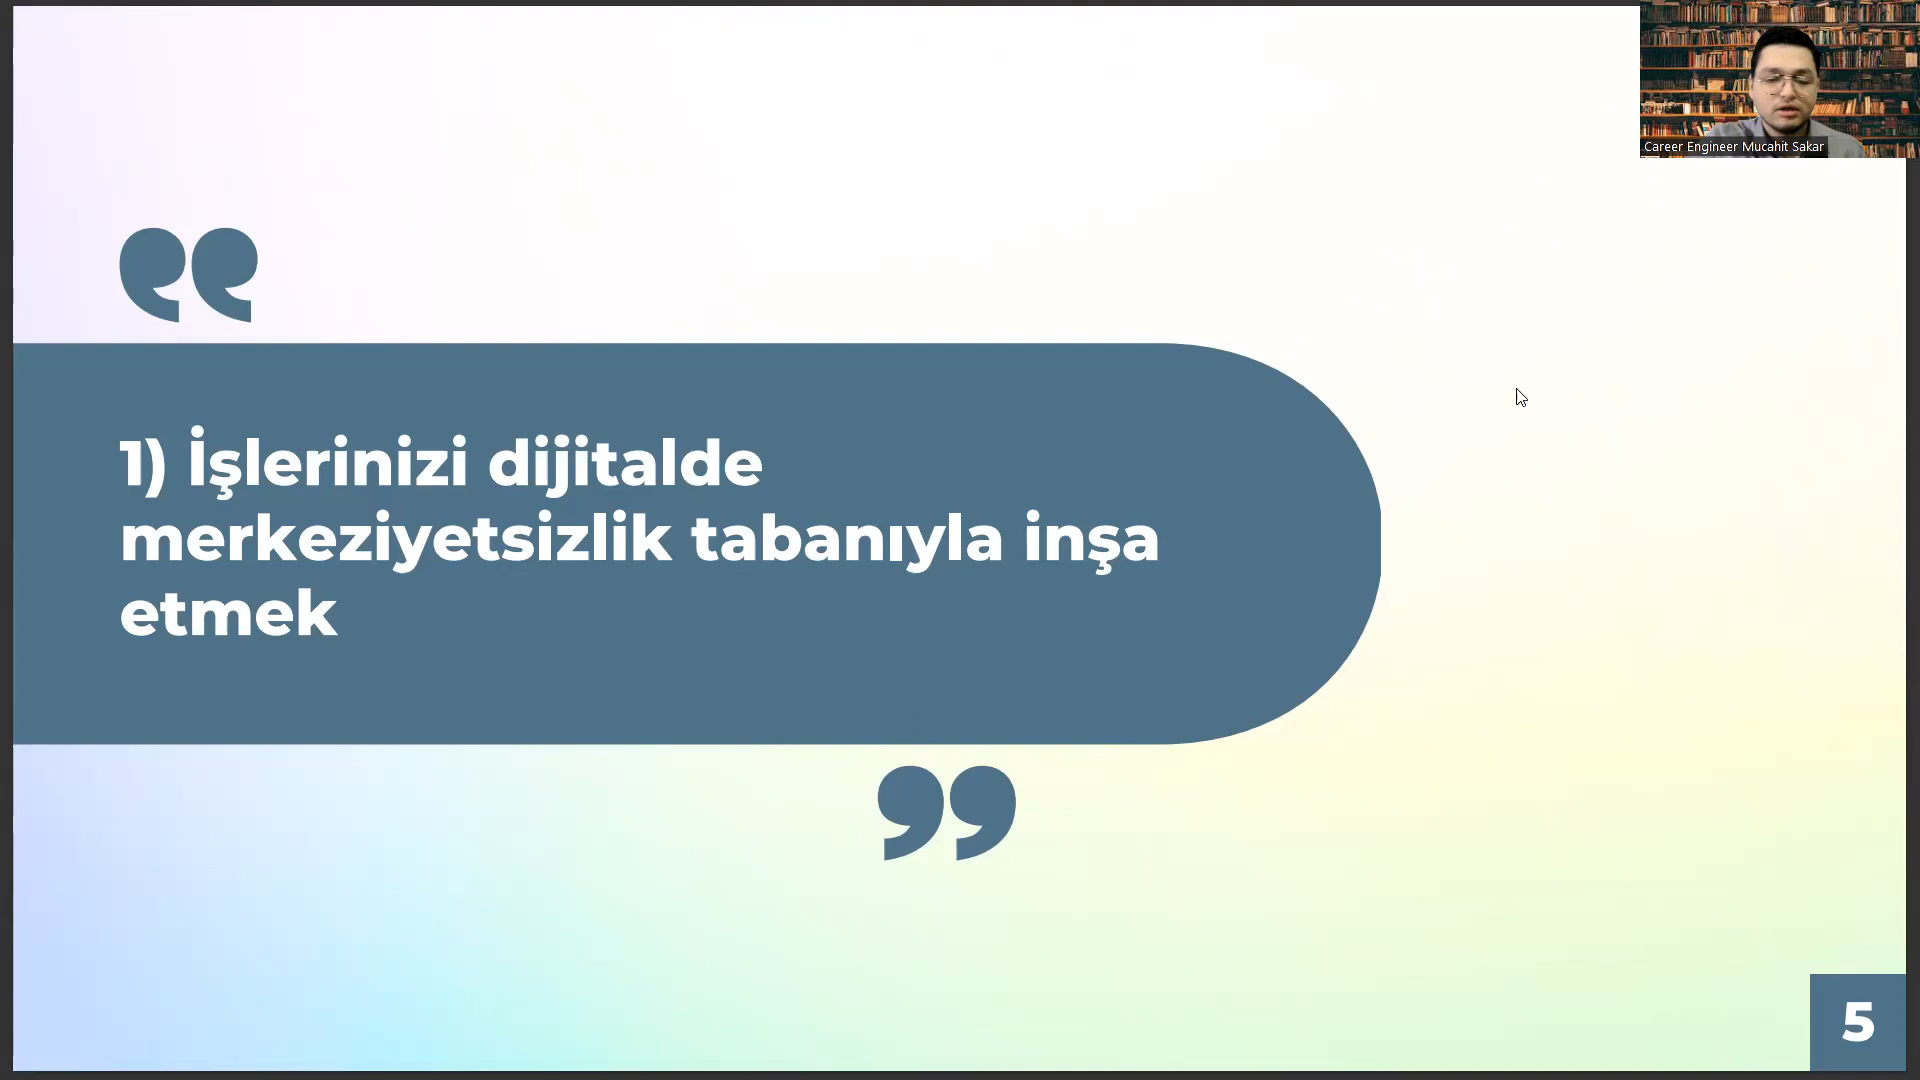 Career Engineer Mucahit Sakar
1) İşlerinizi dijitalde
merkeziyetsizlik tabanıyla inşa
etmek
5